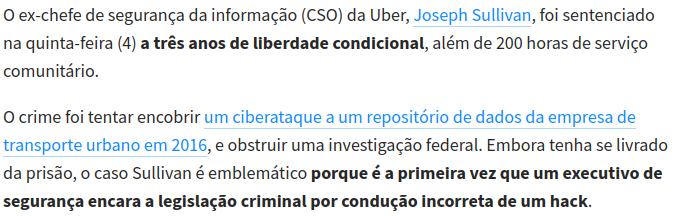 O ex-chefe de segurança da informação (CSO) da Uber, Joseph Sullivan, foi sentenciado
na quinta-feira (4) a três anos de liberdade condicional, além de 200 horas de serviço
comunitário.
O crime foi tentar encobrir um ciberataque a um repositório de dados da empresa de
transporte urbano em 2016, e obstruir uma investigação federal. Embora tenha se livrado
da prisão, o caso Sullivan é emblemático porque é a primeira vez que um executivo de
segurança encara a legislação criminal por condução incorreta de um hack.